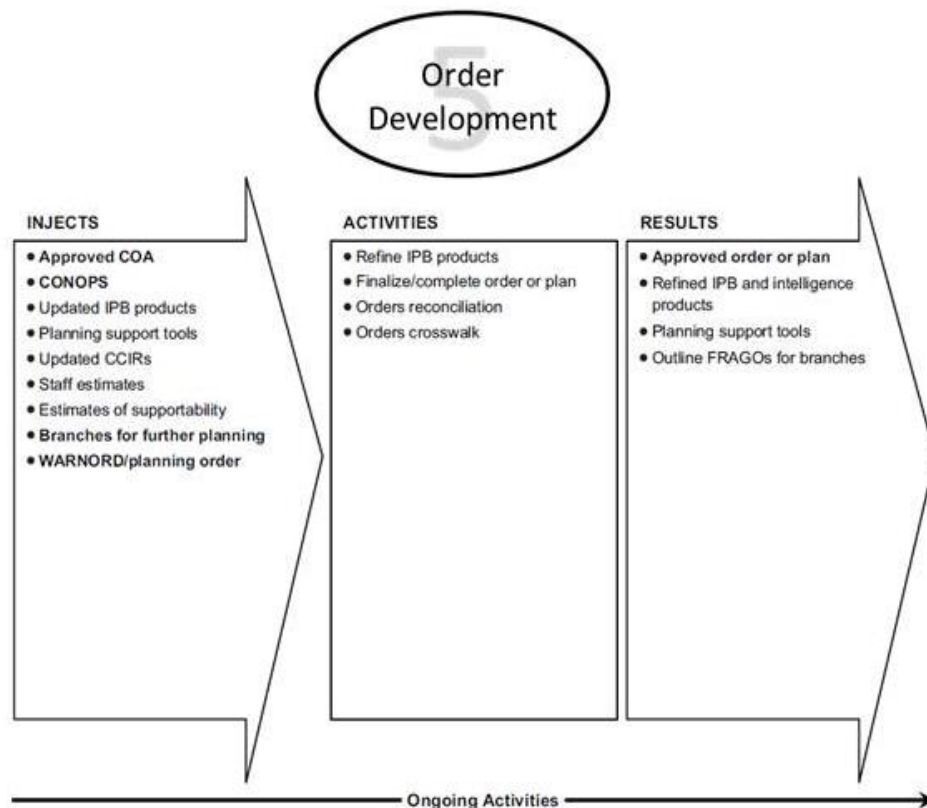 5
Order
Development
INJECTS
• Approved COA
• CONOPS
• Updated IPB products
• Planning support tools
• Updated CCIRs
• Staff estimates
• Estimates of supportability
• Branches for further planning
• WARNORD/planning order
ACTIVITIES
• Refine IPB products
• Finalize/complete order or plan
• Orders reconciliation
• Orders crosswalk
RESULTS
• Approved order or plan
• Refined IPB and intelligence
products
• Planning support tools
• Outline FRAGOs for branches
Ongoing Activities